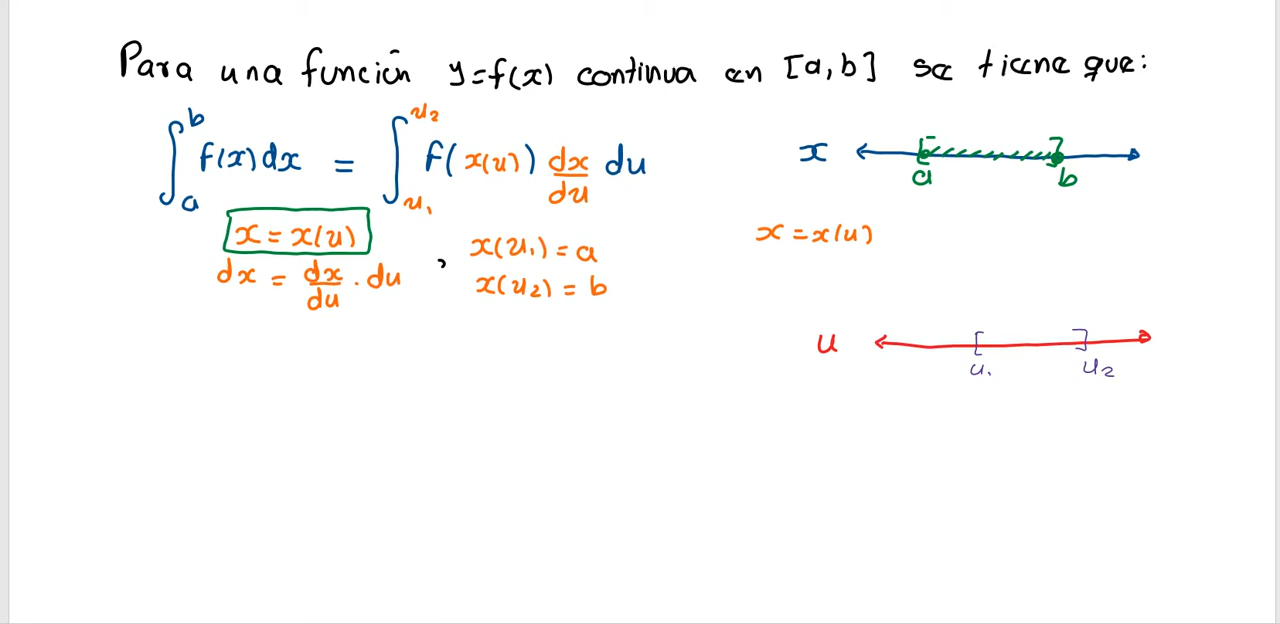 Para una función y=f(x) continua en [a,b] se tiene que:
∫_a^b f(x)dx = ∫_{u₁}^{u₂} f(x(u)) dx/du du
x = x(u)
dx = dx/du . du , x(u₁) = a
x(u₂) = b
x
a b
x = x(u)
u
u₁ u₂